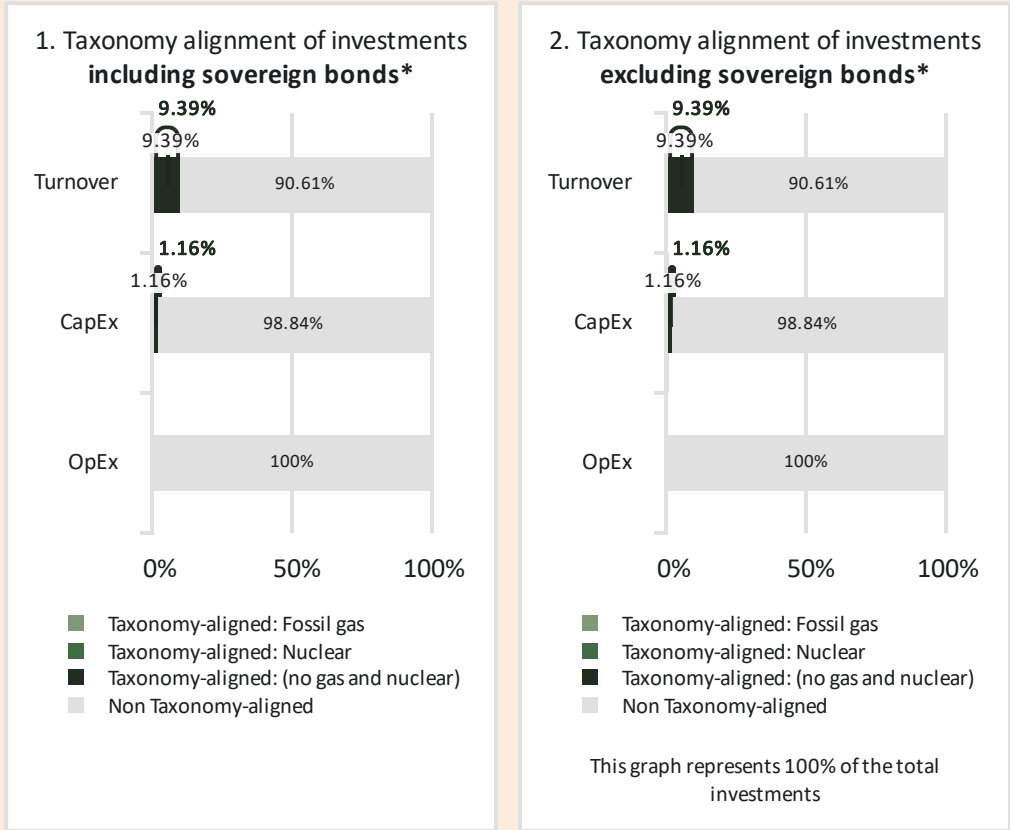 1. Taxonomy alignment of investments
including sovereign bonds*
9.39%
9.39%
Turnover
90.61%
1.16%
1.16%
CapEx
98.84%
OpEx
100%
0%
50%
100%
Taxonomy-aligned: Fossil gas
Taxonomy-aligned: Nuclear
Taxonomy-aligned: (no gas and nuclear)
Non Taxonomy-aligned
2. Taxonomy alignment of investments
excluding sovereign bonds*
9.39%
9.39%
Turnover
90.61%
1.16%
1.16%
CapEx
98.84%
OpEx
100%
0%
50%
100%
Taxonomy-aligned: Fossil gas
Taxonomy-aligned: Nuclear
Taxonomy-aligned: (no gas and nuclear)
Non Taxonomy-aligned
This graph represents 100% of the total
investments